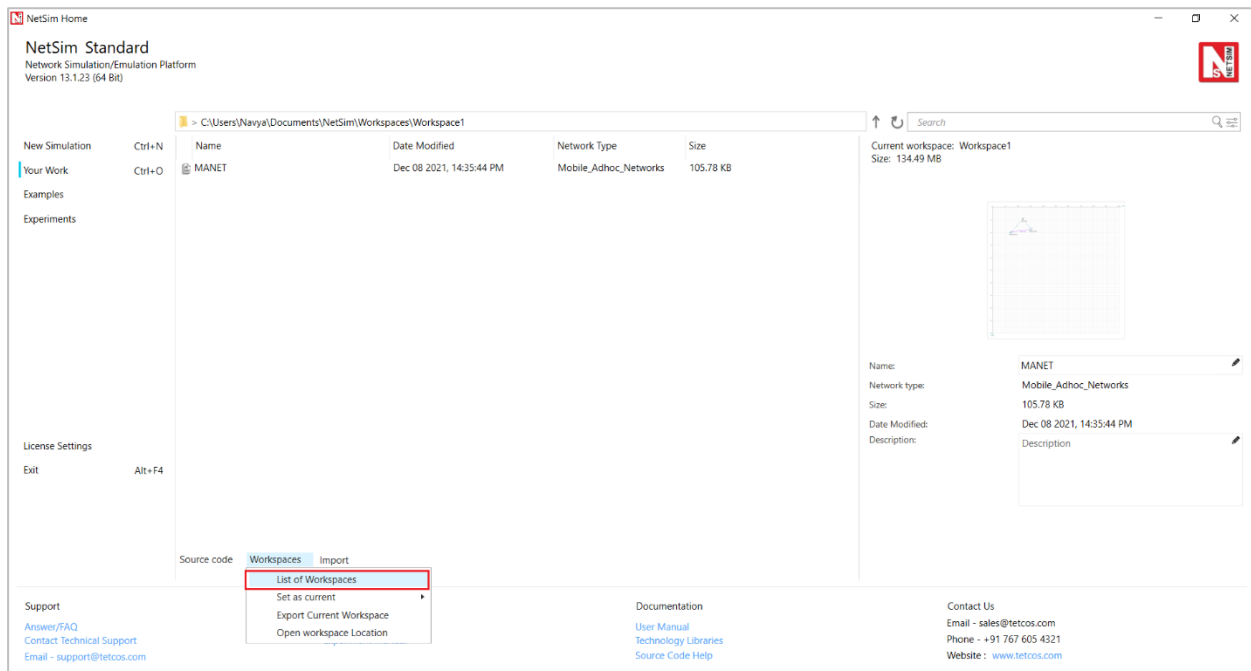 NetSim Home
NetSim Standard
Network Simulation/Emulation Platform
Version 13.1.23 (64 Bit)
NETSIM
> C:\Users\Navya\Documents\NetSim\Workspaces\Workspace1
Search
New Simulation Ctrl+N
Your Work Ctrl+O
Examples
Experiments
Name Date Modified Network Type Size
MANET Dec 08 2021, 14:35:44 PM Mobile_Adhoc_Networks 105.78 KB
Current workspace: Workspace1
Size: 134.49 MB
Name: MANET
Network type: Mobile_Adhoc_Networks
Size: 105.78 KB
Date Modified: Dec 08 2021, 14:35:44 PM
Description: Description
License Settings
Exit Alt+F4
Source code Workspaces Import
List of Workspaces
Set as current
Export Current Workspace
Open workspace Location
Support
Answer/FAQ
Contact Technical Support
Email - support@tetcos.com
Documentation
User Manual
Technology Libraries
Source Code Help
Contact Us
Email - sales@tetcos.com
Phone - +91 767 605 4321
Website : www.tetcos.com